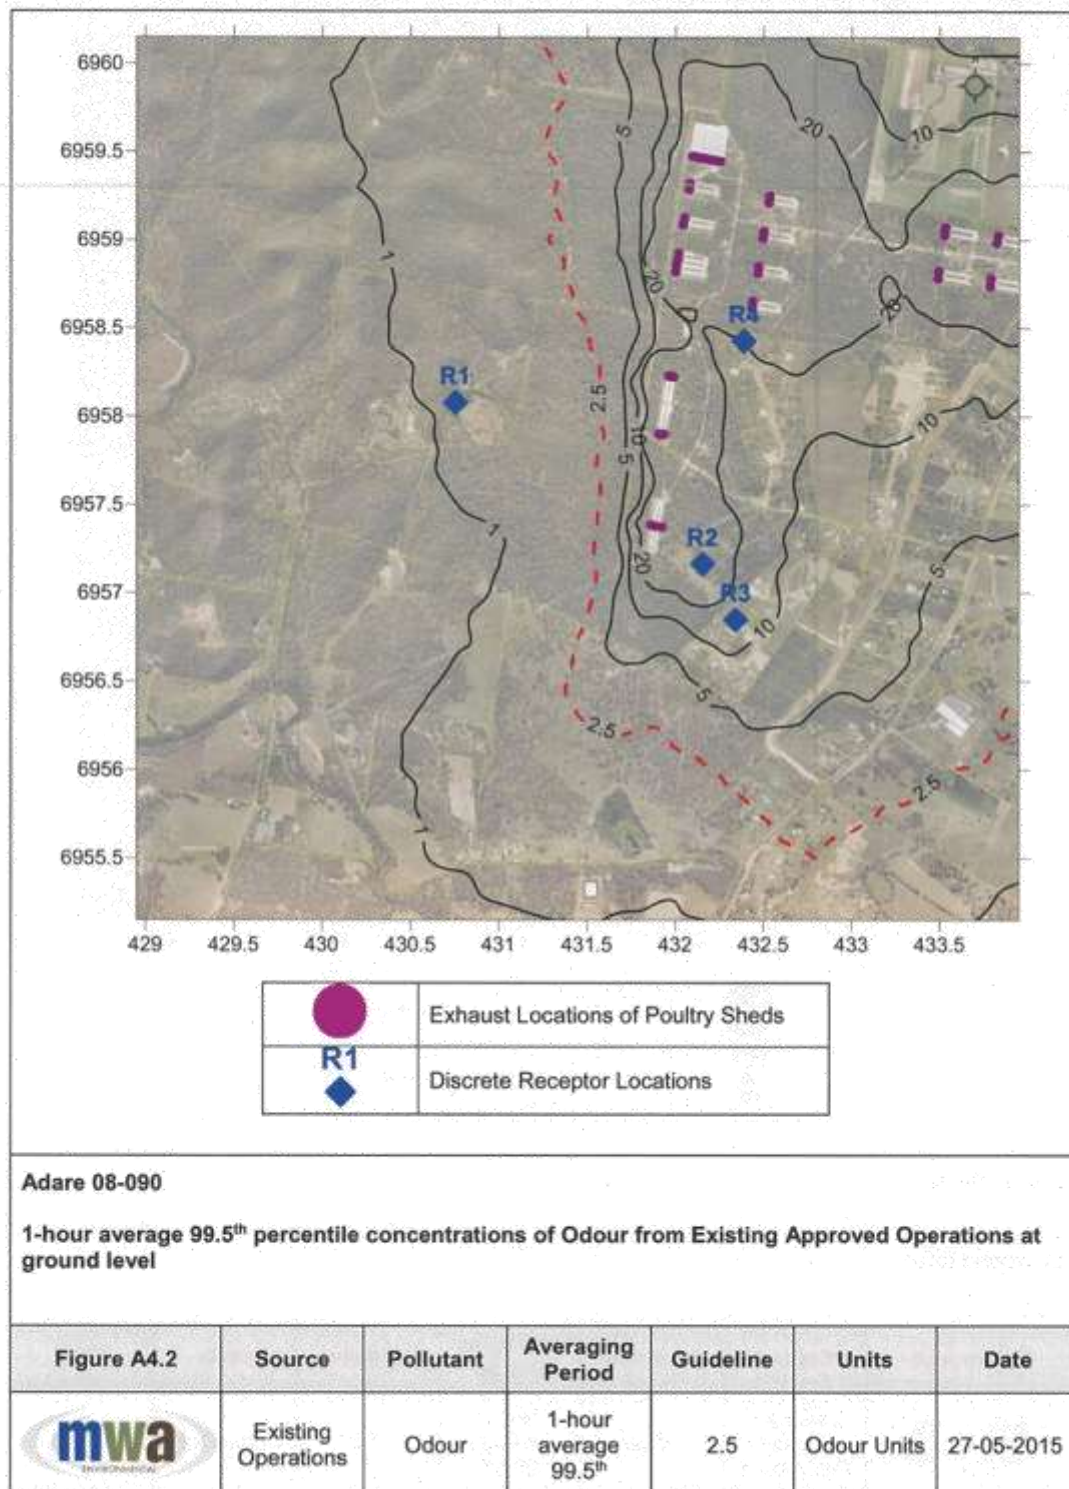 6960
6959.5
6959
6958.5
6958
6957.5
6957
6956.5
6956
6955.5
5
20
10
1
20
R4
20
R1
2.5
10
10
5
1
R2
20
5
R3
10
5
2.5
2.5
1
429 429.5 430 430.5 431 431.5 432 432.5 433 433.5
Exhaust Locations of Poultry Sheds
R1
Discrete Receptor Locations
Adare 08-090
1-hour average 99.5th percentile concentrations of Odour from Existing Approved Operations at
ground level
Figure A4.2 Source Pollutant Averaging Period Guideline Units Date
mwa
ENVIRONMENTAL
Existing Operations Odour 1-hour average 99.5th 2.5 Odour Units 27-05-2015